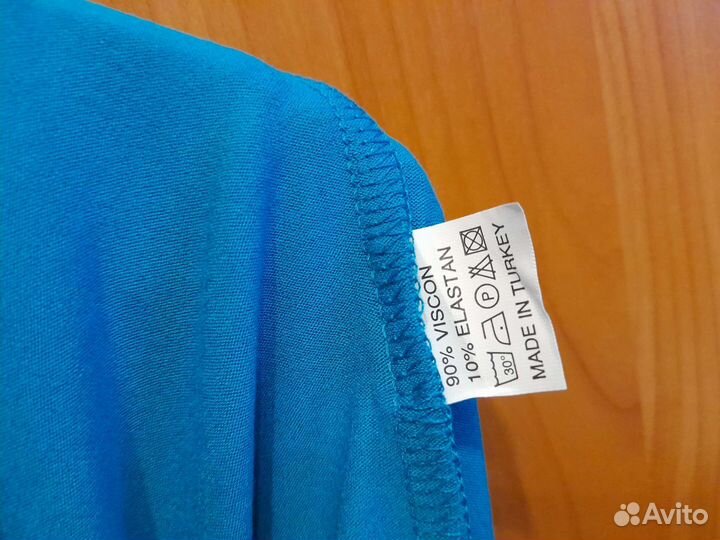 90% VISCON
10% ELASTAN
30° P
MADE IN TURKEY
Avito